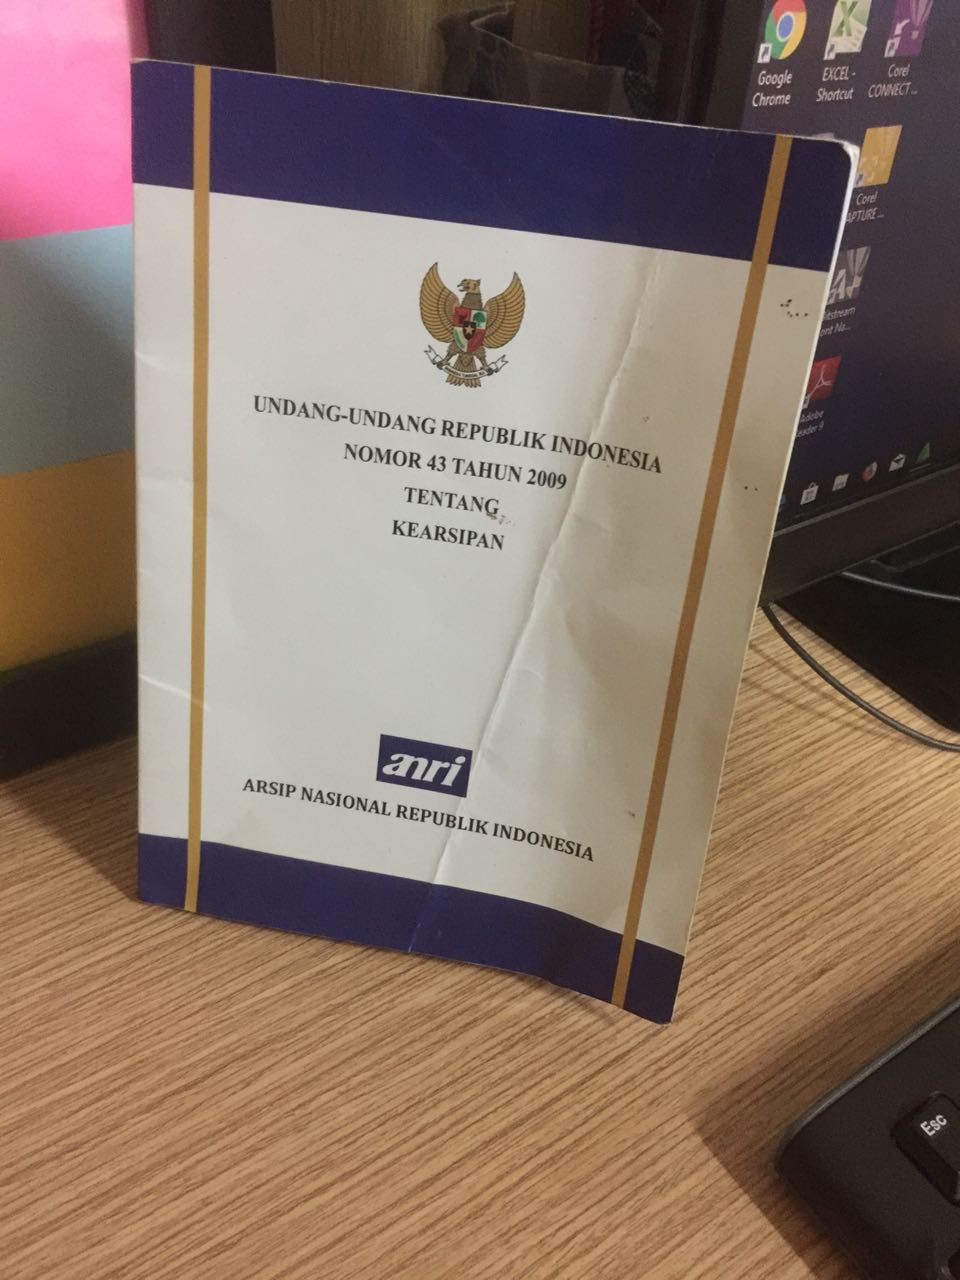 UNDANG-UNDANG REPUBLIK INDONESIA
NOMOR 43 TAHUN 2009
TENTANG
KEARSIPAN
anri
ARSIP NASIONAL REPUBLIK INDONESIA
Google
Chrome
EXCEL -
Shortcut
Corel
CONNECT ...
Corel
Esc